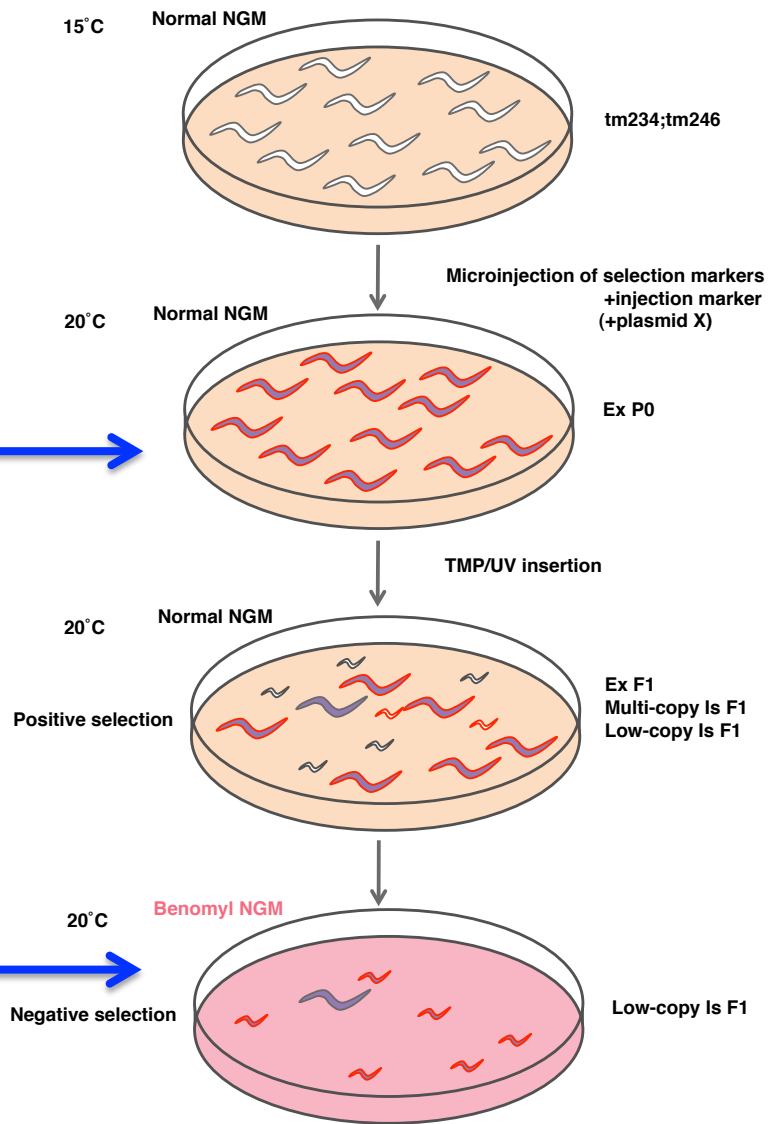 15˚C
Normal NGM
tm234;tm246
Microinjection of selection markers
+injection marker
(+plasmid X)
20˚C
Normal NGM
Ex P0
TMP/UV insertion
20˚C
Normal NGM
Positive selection
Ex F1
Multi-copy Is F1
Low-copy Is F1
Benomyl NGM
20˚C
Negative selection
Low-copy Is F1